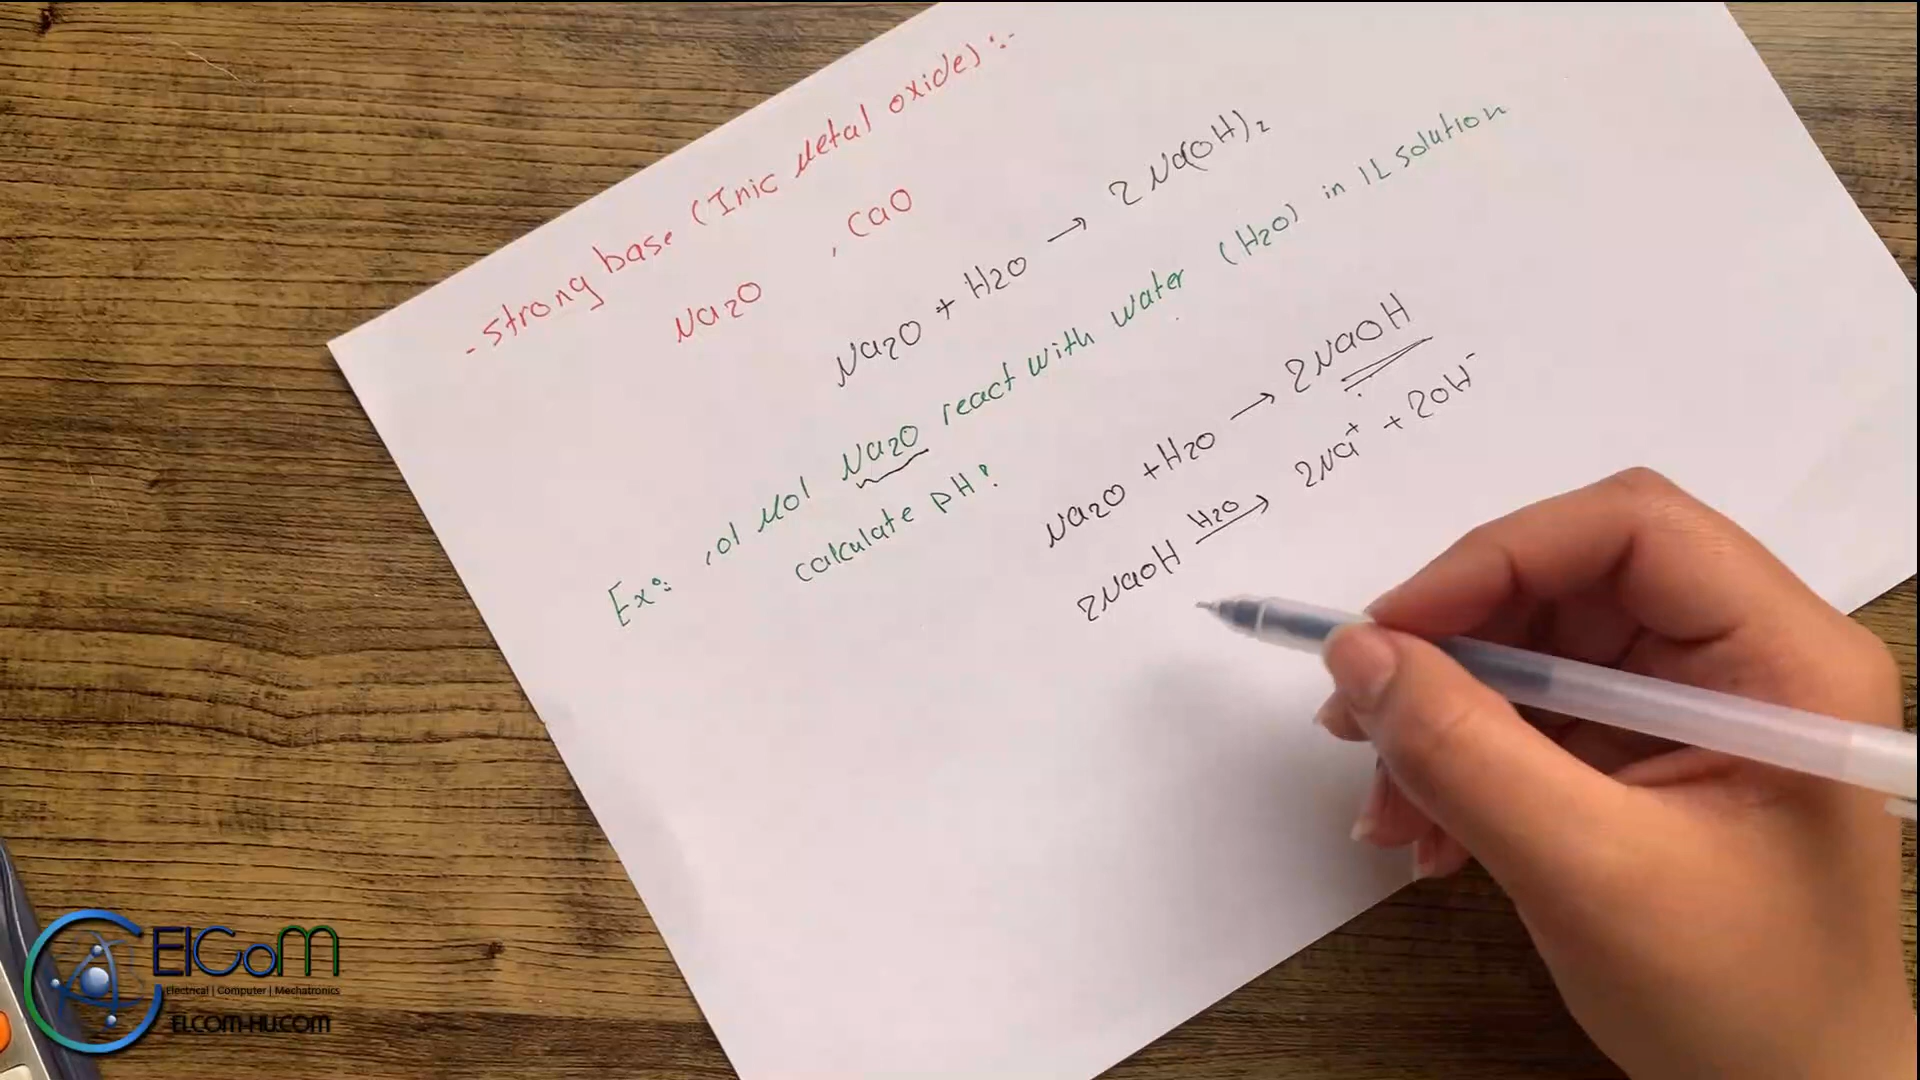 - strong base (Inic Metal oxide) :-
Na2O , CaO
Na2O + H2O → 2Na(OH)2
Ex: .01 Mol Na2O react with water (H2O) in 1L solution
calculate pH?
Na2O + H2O → 2NaOH
2NaOH H2O → 2Na+ + 2OH-
ElCoM
Electrical | Computer | Mechatronics
ELCOM-HU.COM